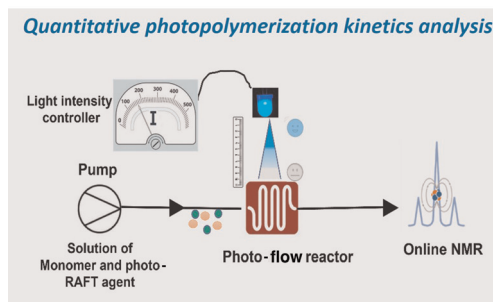 Quantitative photopolymerization kinetics analysis
Light intensity
controller
0 100 200 300 400 500
I
Pump
Solution of
Monomer and photo-
RAFT agent
Photo-flow reactor
Online NMR